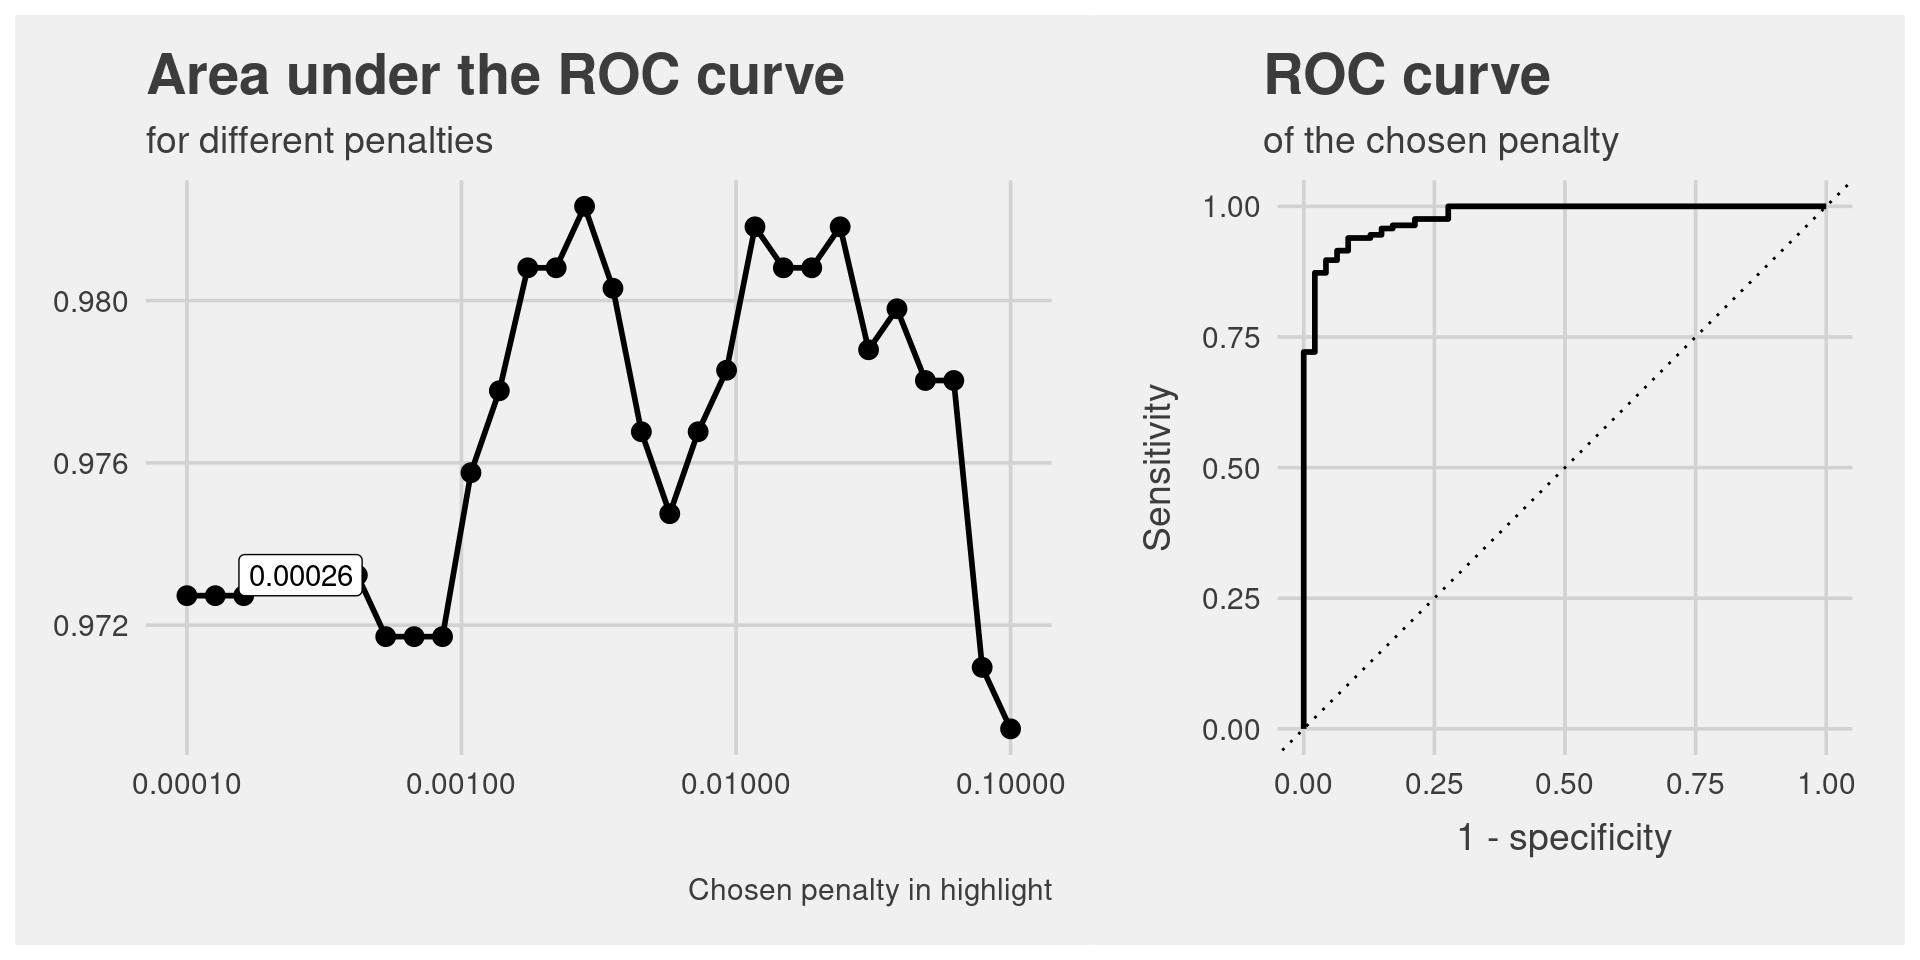 Area under the ROC curve
for different penalties
0.980
0.976
0.972
0.00026
0.00010 0.00100 0.01000 0.10000
Chosen penalty in highlight
ROC curve
of the chosen penalty
Sensitivity
1.00
0.75
0.50
0.25
0.00
0.00 0.25 0.50 0.75 1.00
1 - specificity